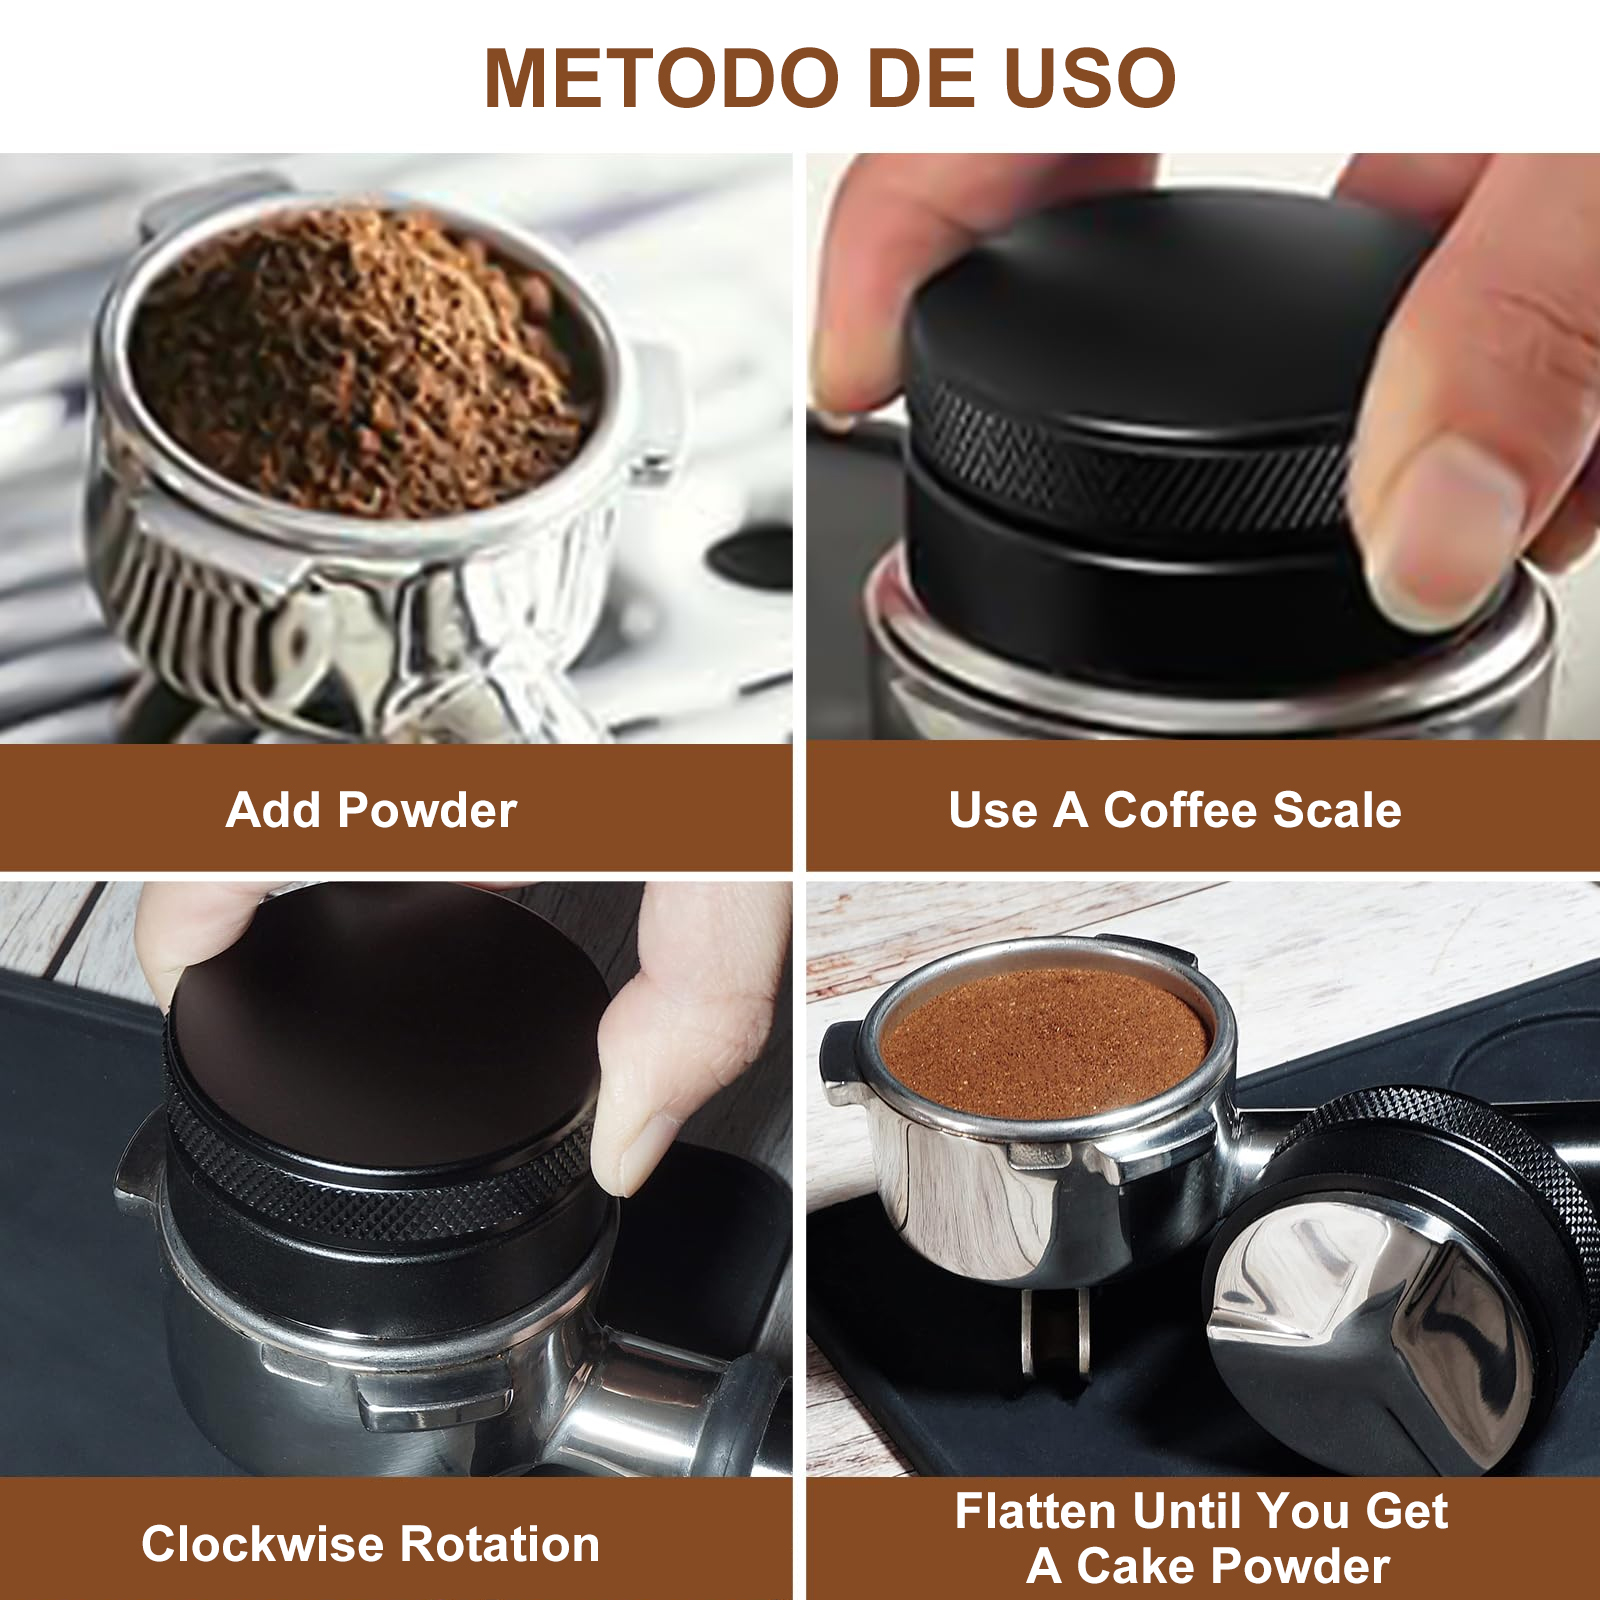 METODO DE USO
Add Powder
Use A Coffee Scale
Clockwise Rotation
Flatten Until You Get
A Cake Powder